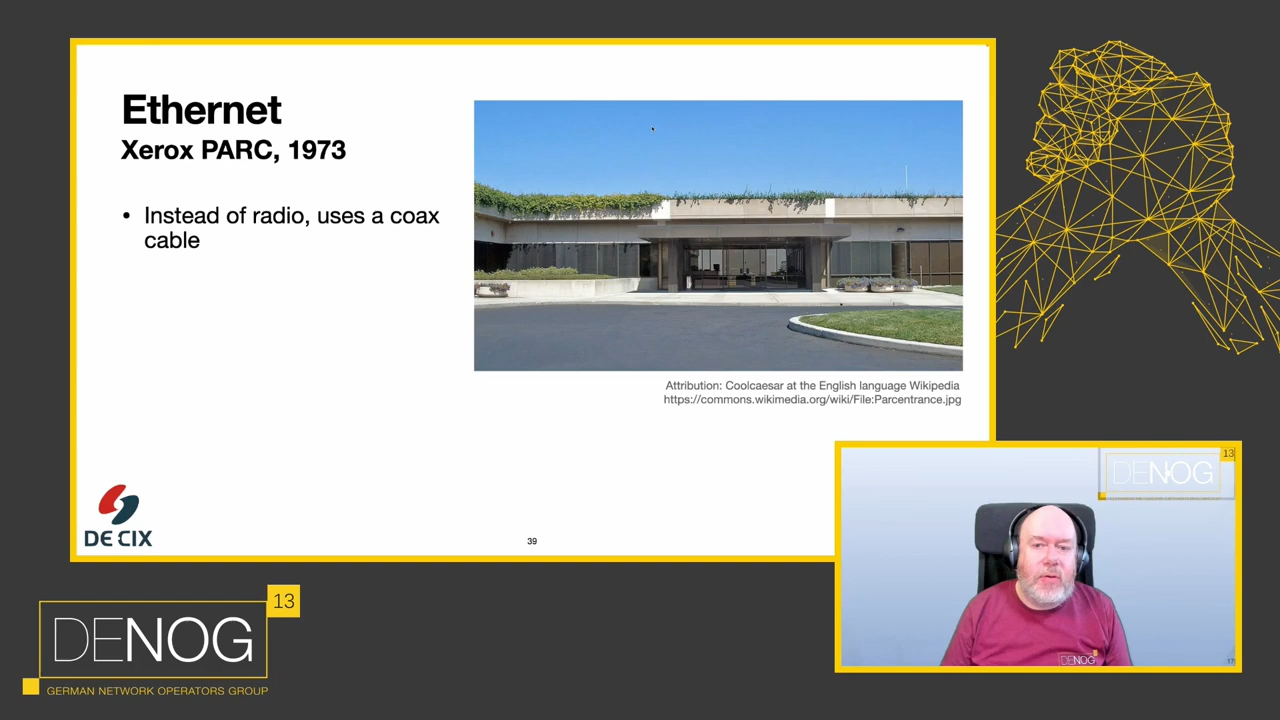 Ethernet
Xerox PARC, 1973
• Instead of radio, uses a coax
cable
Attribution: Coolcaesar at the English language Wikipedia
https://commons.wikimedia.org/wiki/File:Parcentrance.jpg
DE CIX
39
13
DENOG
DENOG
13
DENOG
GERMAN NETWORK OPERATORS GROUP